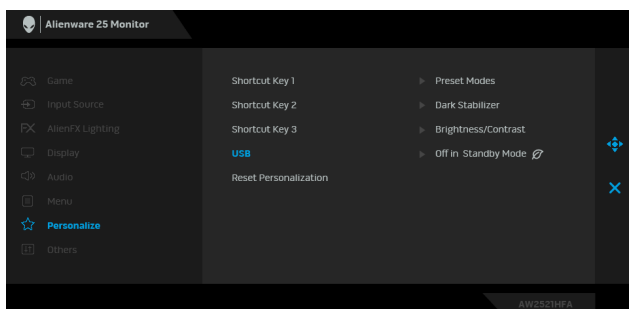 Alienware 25 Monitor
Game
Input Source
FX AlienFX Lighting
Display
Audio
Menu
Personalize
Others
Shortcut Key 1 Preset Modes
Shortcut Key 2 Dark Stabilizer
Shortcut Key 3 Brightness/Contrast
USB Off in Standby Mode
Reset Personalization
AW2521HFA